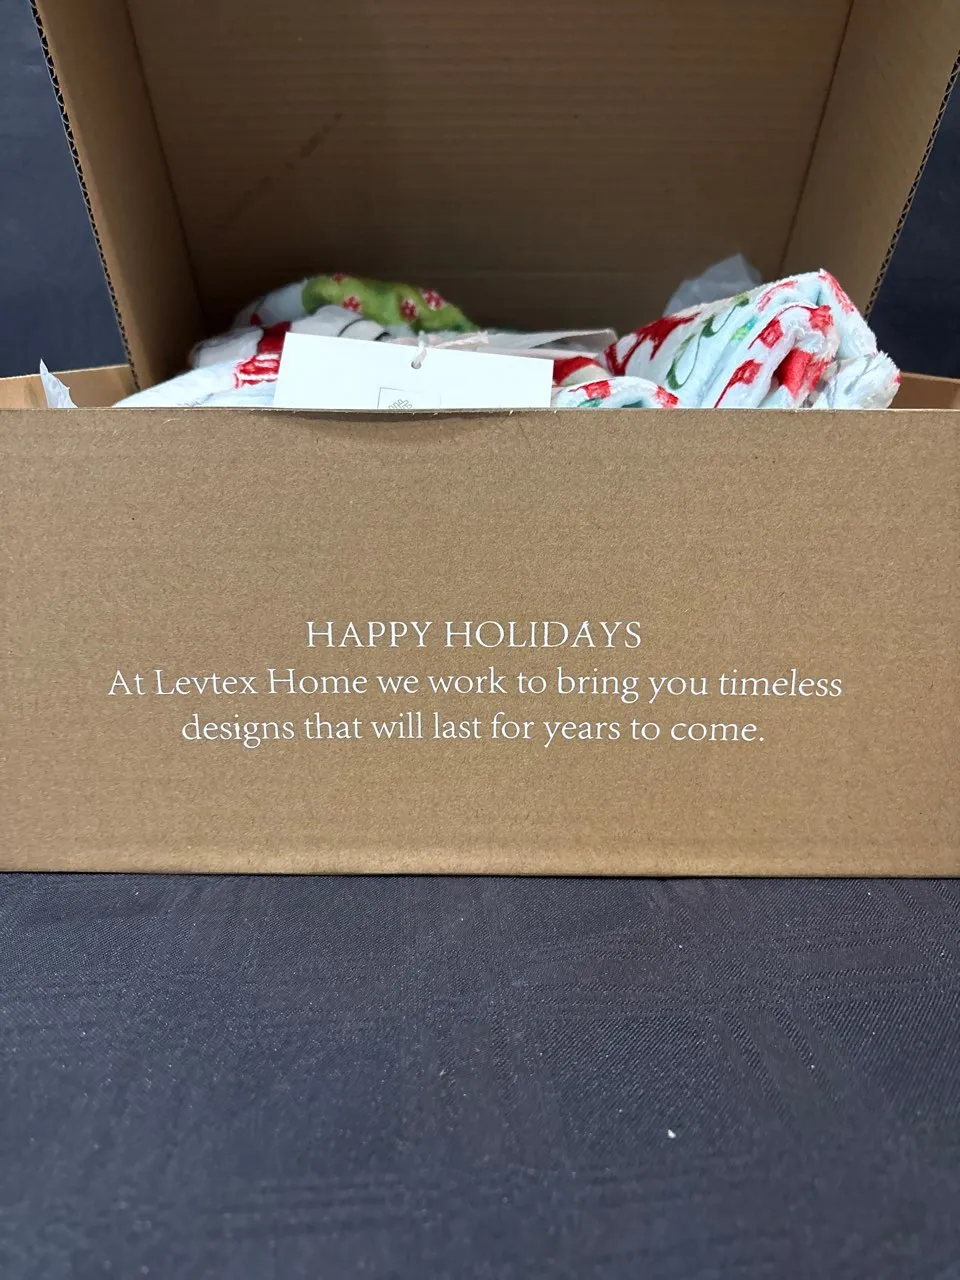 HAPPY HOLIDAYS
At Levtex Home we work to bring you timeless
designs that will last for years to come.